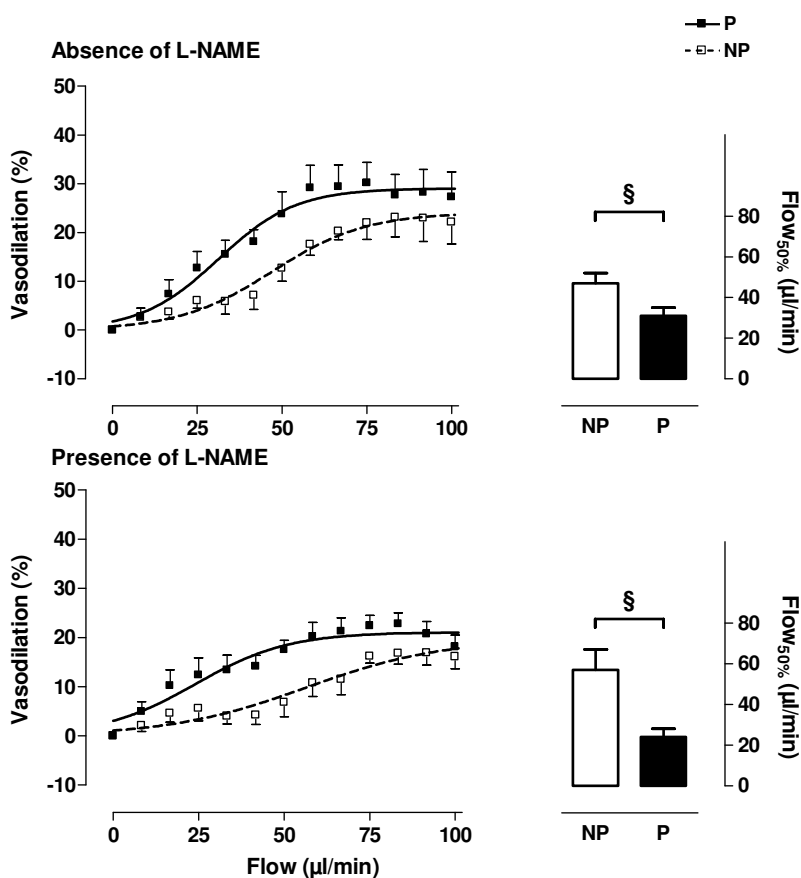 P
NP
Absence of L-NAME
50
40
30
20
10
0
-10
Vasodilation (%)
0 25 50 75 100
§
80
60
40
20
0
Flow50% (µl/min)
NP P
Presence of L-NAME
50
40
30
20
10
0
-10
Vasodilation (%)
0 25 50 75 100
Flow (µl/min)
§
80
60
40
20
0
Flow50% (µl/min)
NP P